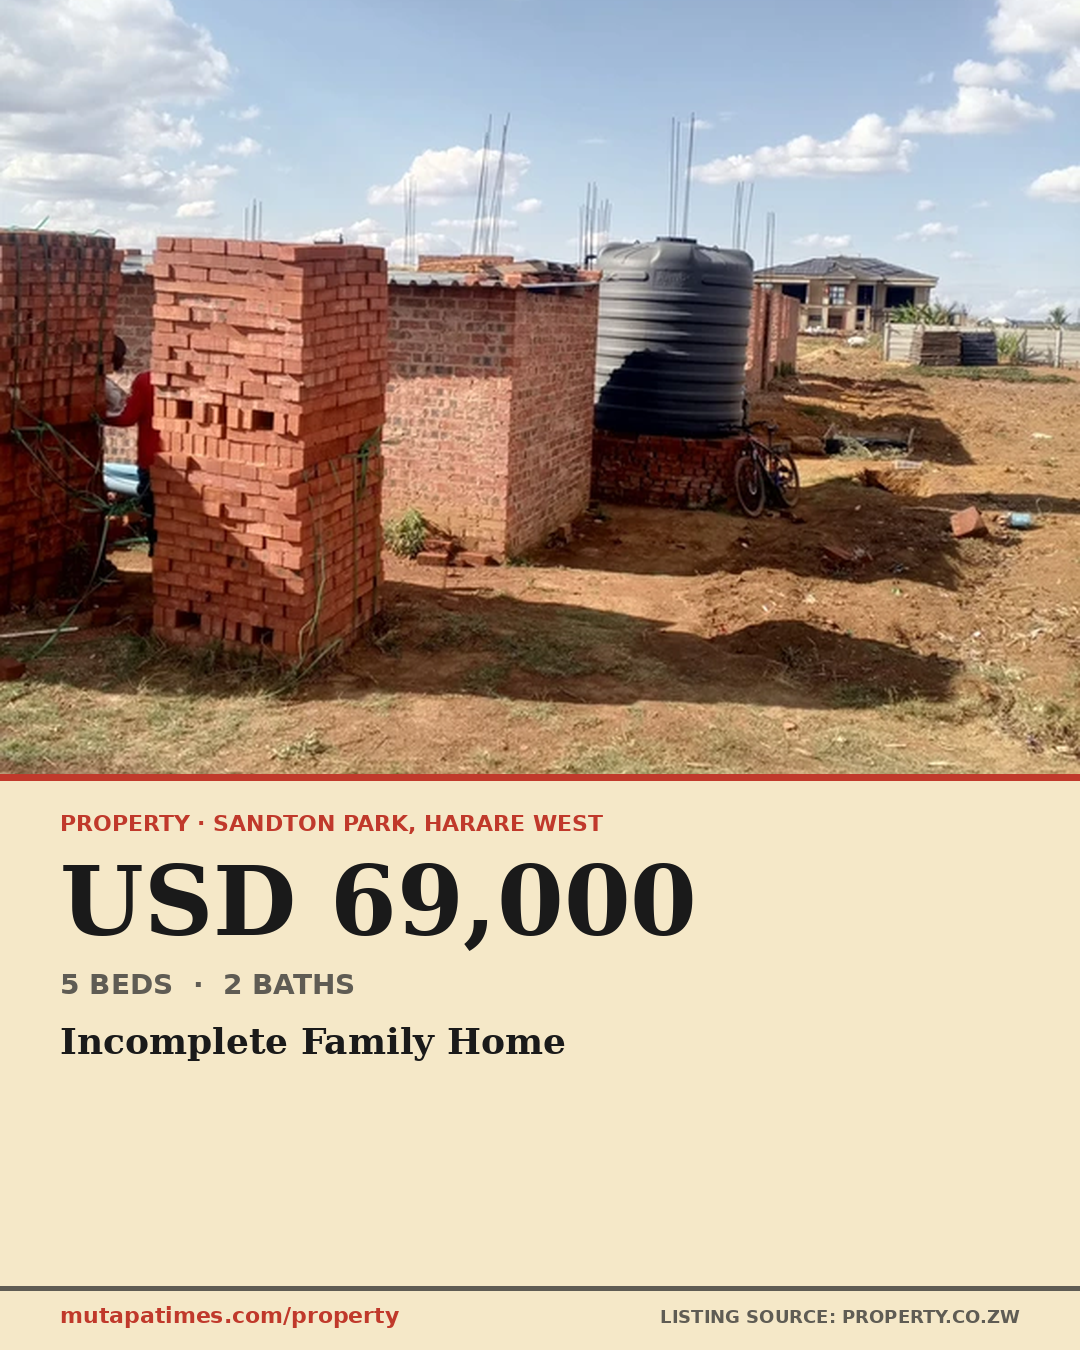 PROPERTY · SANDTON PARK, HARARE WEST
USD 69,000
5 BEDS · 2 BATHS
Incomplete Family Home
mutapatimes.com/property
LISTING SOURCE: PROPERTY.CO.ZW